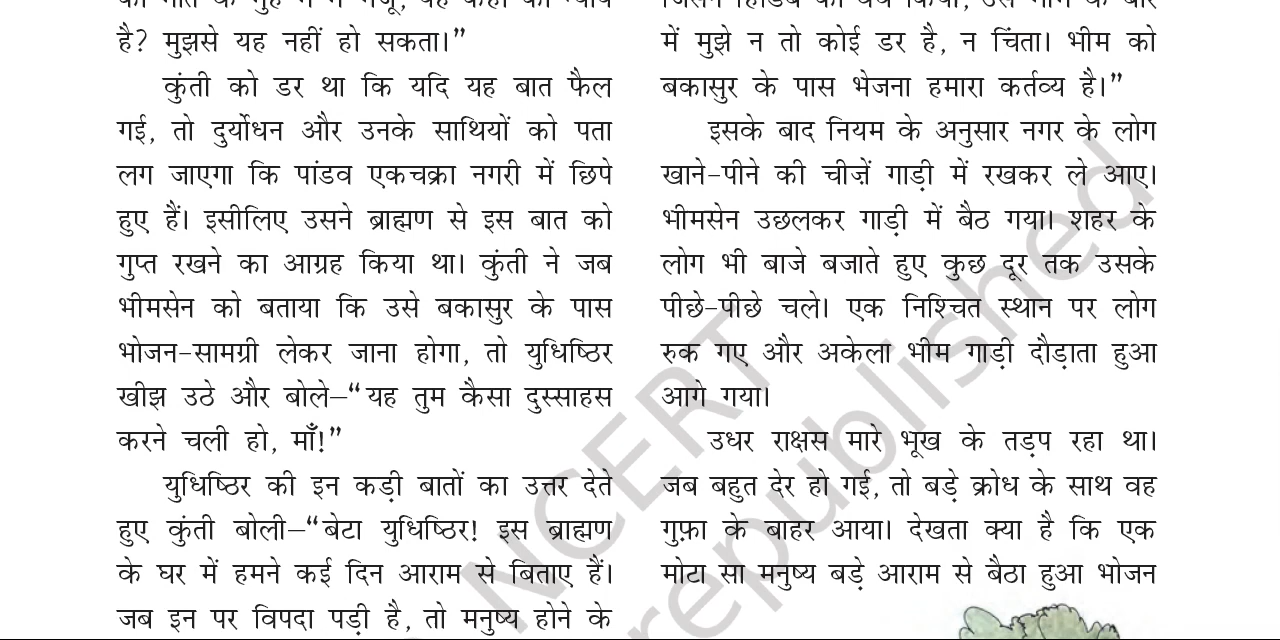 है? मुझसे यह नहीं हो सकता।”
कुंती को डर था कि यदि यह बात फैल
गई, तो दुर्योधन और उनके साथियों को पता
लग जाएगा कि पांडव एकचक्रा नगरी में छिपे
हुए हैं। इसीलिए उसने ब्राह्मण से इस बात को
गुप्त रखने का आग्रह किया था। कुंती ने जब
भीमसेन को बताया कि उसे बकासुर के पास
भोजन-सामग्री लेकर जाना होगा, तो युधिष्ठिर
खीझ उठे और बोले—“यह तुम कैसा दुस्साहस
करने चली हो, माँ!”
युधिष्ठिर की इन कड़ी बातों का उत्तर देते
हुए कुंती बोली—“बेटा युधिष्ठिर! इस ब्राह्मण
के घर में हमने कई दिन आराम से बिताए हैं।
जब इन पर विपदा पड़ी है, तो मनुष्य होने के
में मुझे न तो कोई डर है, न चिंता। भीम को
बकासुर के पास भेजना हमारा कर्तव्य है।”
इसके बाद नियम के अनुसार नगर के लोग
खाने-पीने की चीज़ें गाड़ी में रखकर ले आए।
भीमसेन उछलकर गाड़ी में बैठ गया। शहर के
लोग भी बाजे बजाते हुए कुछ दूर तक उसके
पीछे-पीछे चले। एक निश्चित स्थान पर लोग
रुक गए और अकेला भीम गाड़ी दौड़ाता हुआ
आगे गया।
उधर राक्षस मारे भूख के तड़प रहा था।
जब बहुत देर हो गई, तो बड़े क्रोध के साथ वह
गुफ़ा के बाहर आया। देखता क्या है कि एक
मोटा सा मनुष्य बड़े आराम से बैठा हुआ भोजन
NCERT
republished